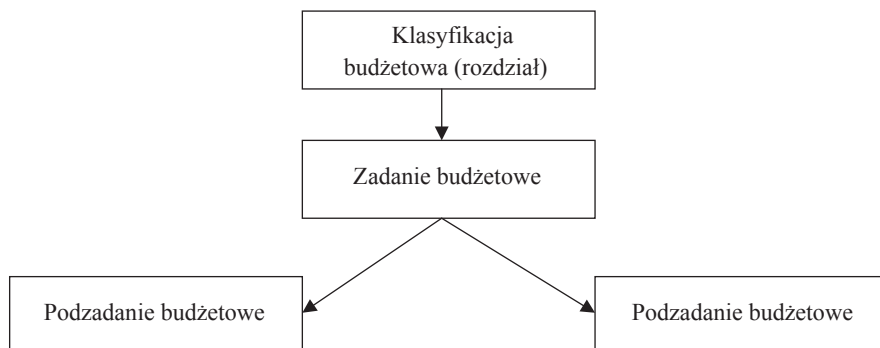 Klasyfikacja
budżetowa (rozdział)
Zadanie budżetowe
Podzadanie budżetowe
Podzadanie budżetowe